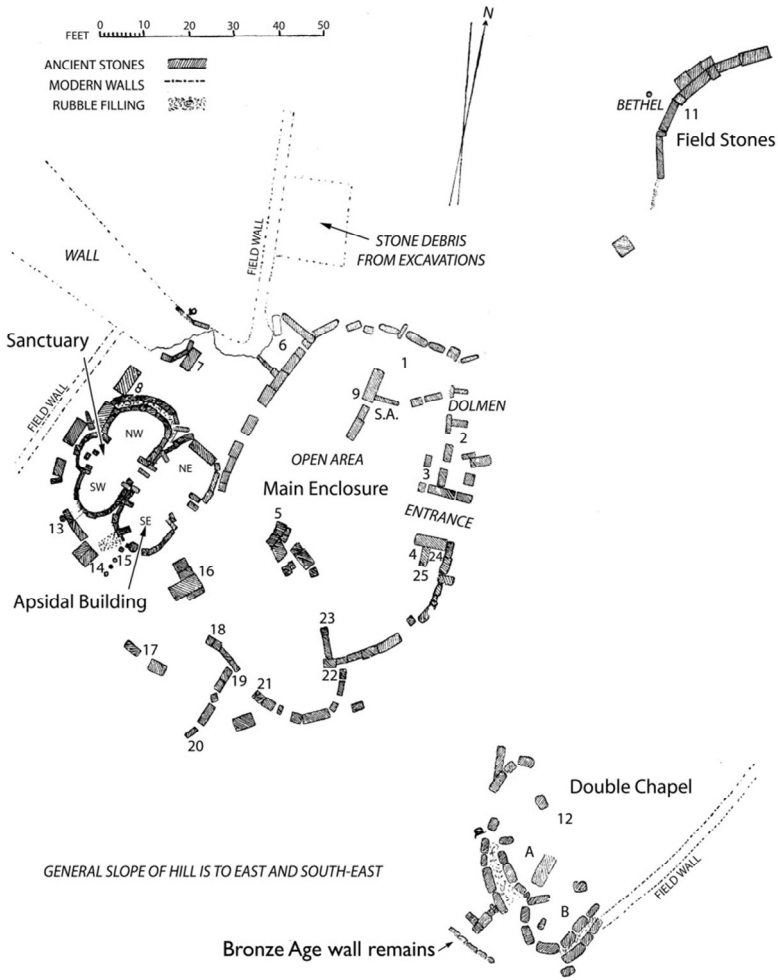 0 10 20 30 40 50
FEET
N
ANCIENT STONES
MODERN WALLS
RUBBLE FILLING
BETHEL
11
Field Stones
FIELD WALL
STONE DEBRIS
FROM EXCAVATIONS
WALL
Sanctuary
6
1
7
FIELD WALL
8
9
S.A.
DOLMEN
NW
2
NE
OPEN AREA
3
SW
Main Enclosure
ENTRANCE
5
SE
13
4
24
14
15
16
25
Apsidal Building
18
23
17
22
19
21
20
Double Chapel
12
A
GENERAL SLOPE OF HILL IS TO EAST AND SOUTH-EAST
FIELD WALL
B
Bronze Age wall remains